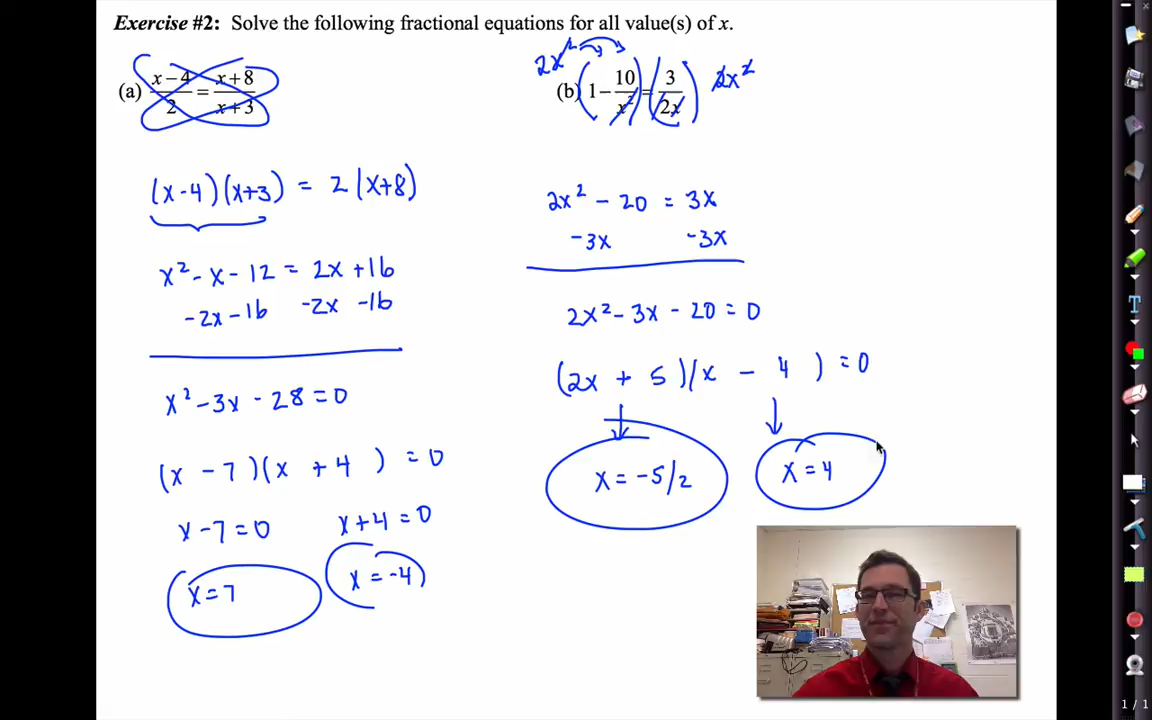 Exercise #2: Solve the following fractional equations for all value(s) of x.
(a) x−4/2 = x+8/x+3
(x-4)(x+3) = 2(x+8)
x²-x-12 = 2x+16
-2x-16 -2x -16
x²-3x-28=0
(x-7)(x+4)=0
x-7=0 x+4=0
x=7 x=-4
2x² (b) (1−10/x²)=(3/2x) 2x²
2x²-20=3x
-3x -3x
2x²-3x-20=0
(2x+5)(x-4)=0
x=-5/2 x=4
T
1/1